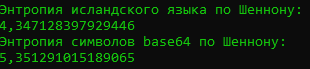 Энтропия исландского языка по Шеннону:
4,347128397929446
Энтропия символов base64 по Шеннону:
5,351291015189065